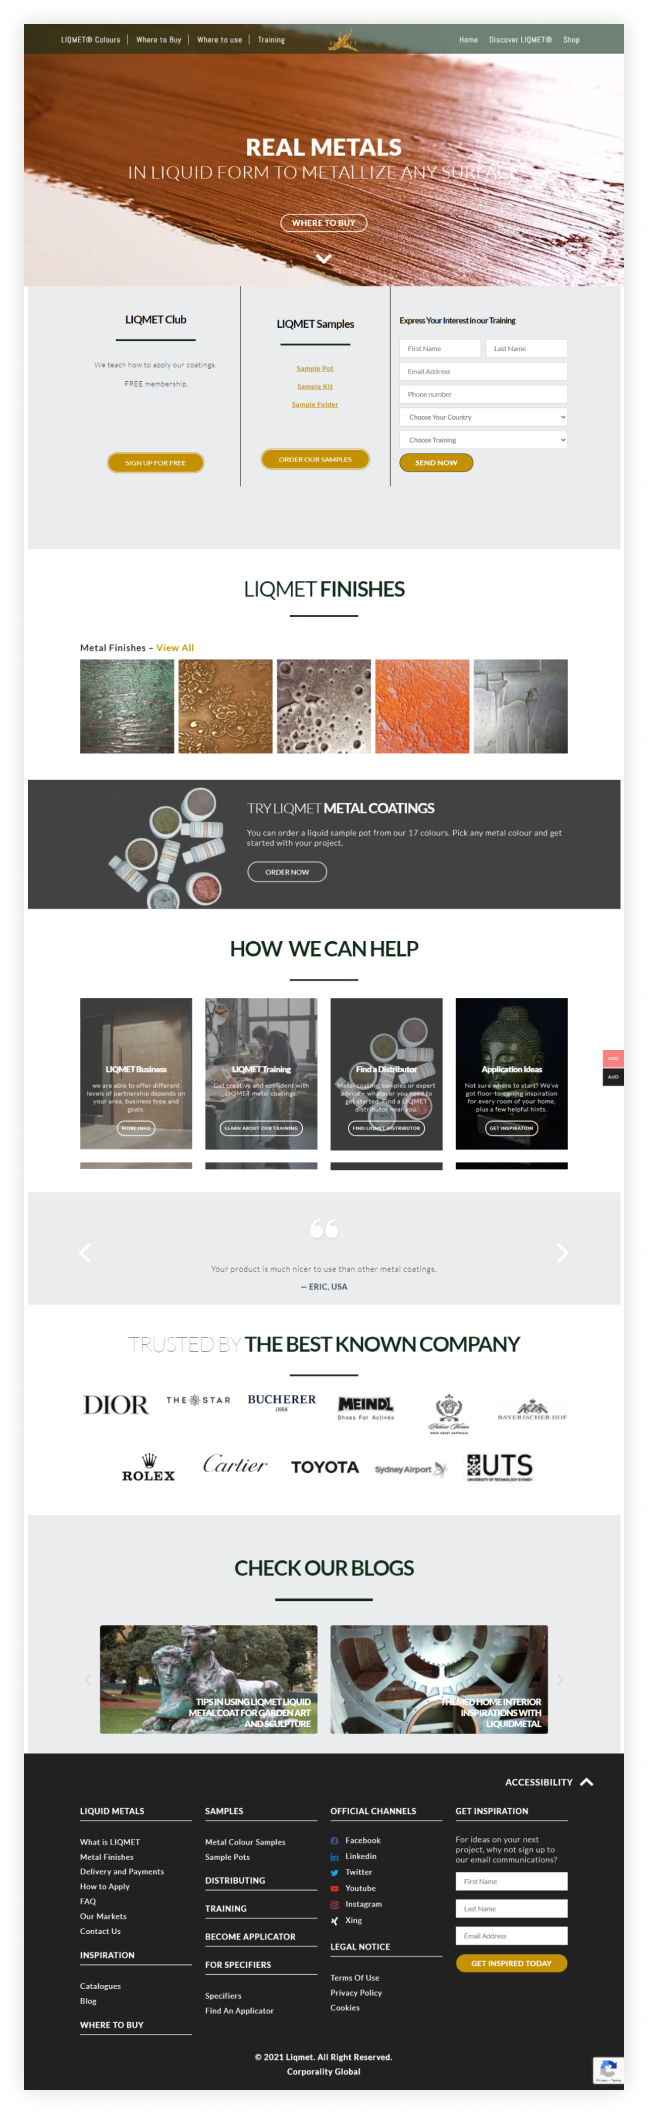 LIQMET® Colours
Where to Buy
Where to use
Training
Home
Discover LIQMET®
Shop
REAL METALS
IN LIQUID FORM TO METALLIZE ANY SURFACE
WHERE TO BUY
LIQMET Club
We teach how to apply our coatings.
FREE membership.
SIGN UP FOR FREE
LIQMET Samples
Sample Pot
Sample Kit
Sample Folder
ORDER OUR SAMPLES
Express Your Interest in our Training
First Name
Last Name
Email Address
Phone number
Choose Your Country
Choose Training
SEND NOW
LIQMET FINISHES
Metal Finishes – View All
TRY LIQMET METAL COATINGS
You can order a liquid sample pot from our 17 colours. Pick any metal colour and get
started with your project.
ORDER NOW
HOW WE CAN HELP
LIQMET Business
we are able to offer different
levels of partnership depends on
your area, business type and
goals.
MORE INFO
LIQMET Training
Get creative and confident with
LIQMET metal coatings.
LEARN ABOUT OUR TRAINING
Find a Distributor
Metal coating, samples or expert
advice – whatever you need to
get started. Find a LIQMET
distributor near you.
FIND LIQMET DISTRIBUTOR
Application Ideas
Not sure where to start? We've
got floor-to-ceiling inspiration
for every room of your home,
plus a few helpful hints.
GET INSPIRATION
USD
AUD
Your product is much nicer to use than other metal coatings.
— ERIC, USA
TRUSTED BY THE BEST KNOWN COMPANY
DIOR
THE STAR
BUCHERER
1888
MEINDL
Shoes For Actives
BAYERISCHER HOF
ROLEX
Cartier
TOYOTA
Sydney Airport
UTS
UNIVERSITY OF TECHNOLOGY SYDNEY
CHECK OUR BLOGS
TIPS IN USING LIQMET LIQUID
METAL COAT FOR GARDEN ART
AND SCULPTURE
THEMED HOME INTERIOR
INSPIRATIONS WITH
LIQUIDMETAL
ACCESSIBILITY
LIQUID METALS
What is LIQMET
Metal Finishes
Delivery and Payments
How to Apply
FAQ
Our Markets
Contact Us
INSPIRATION
Catalogues
Blog
WHERE TO BUY
SAMPLES
Metal Colour Samples
Sample Pots
DISTRIBUTING
TRAINING
BECOME APPLICATOR
FOR SPECIFIERS
Specifiers
Find An Applicator
OFFICIAL CHANNELS
Facebook
Linkedin
Twitter
Youtube
Instagram
Xing
LEGAL NOTICE
Terms Of Use
Privacy Policy
Cookies
GET INSPIRATION
For ideas on your next
project, why not sign up to
our email communications?
First Name
Last Name
Email Address
GET INSPIRED TODAY
© 2021 Liqmet. All Right Reserved.
Corporality Global
Privacy - Terms